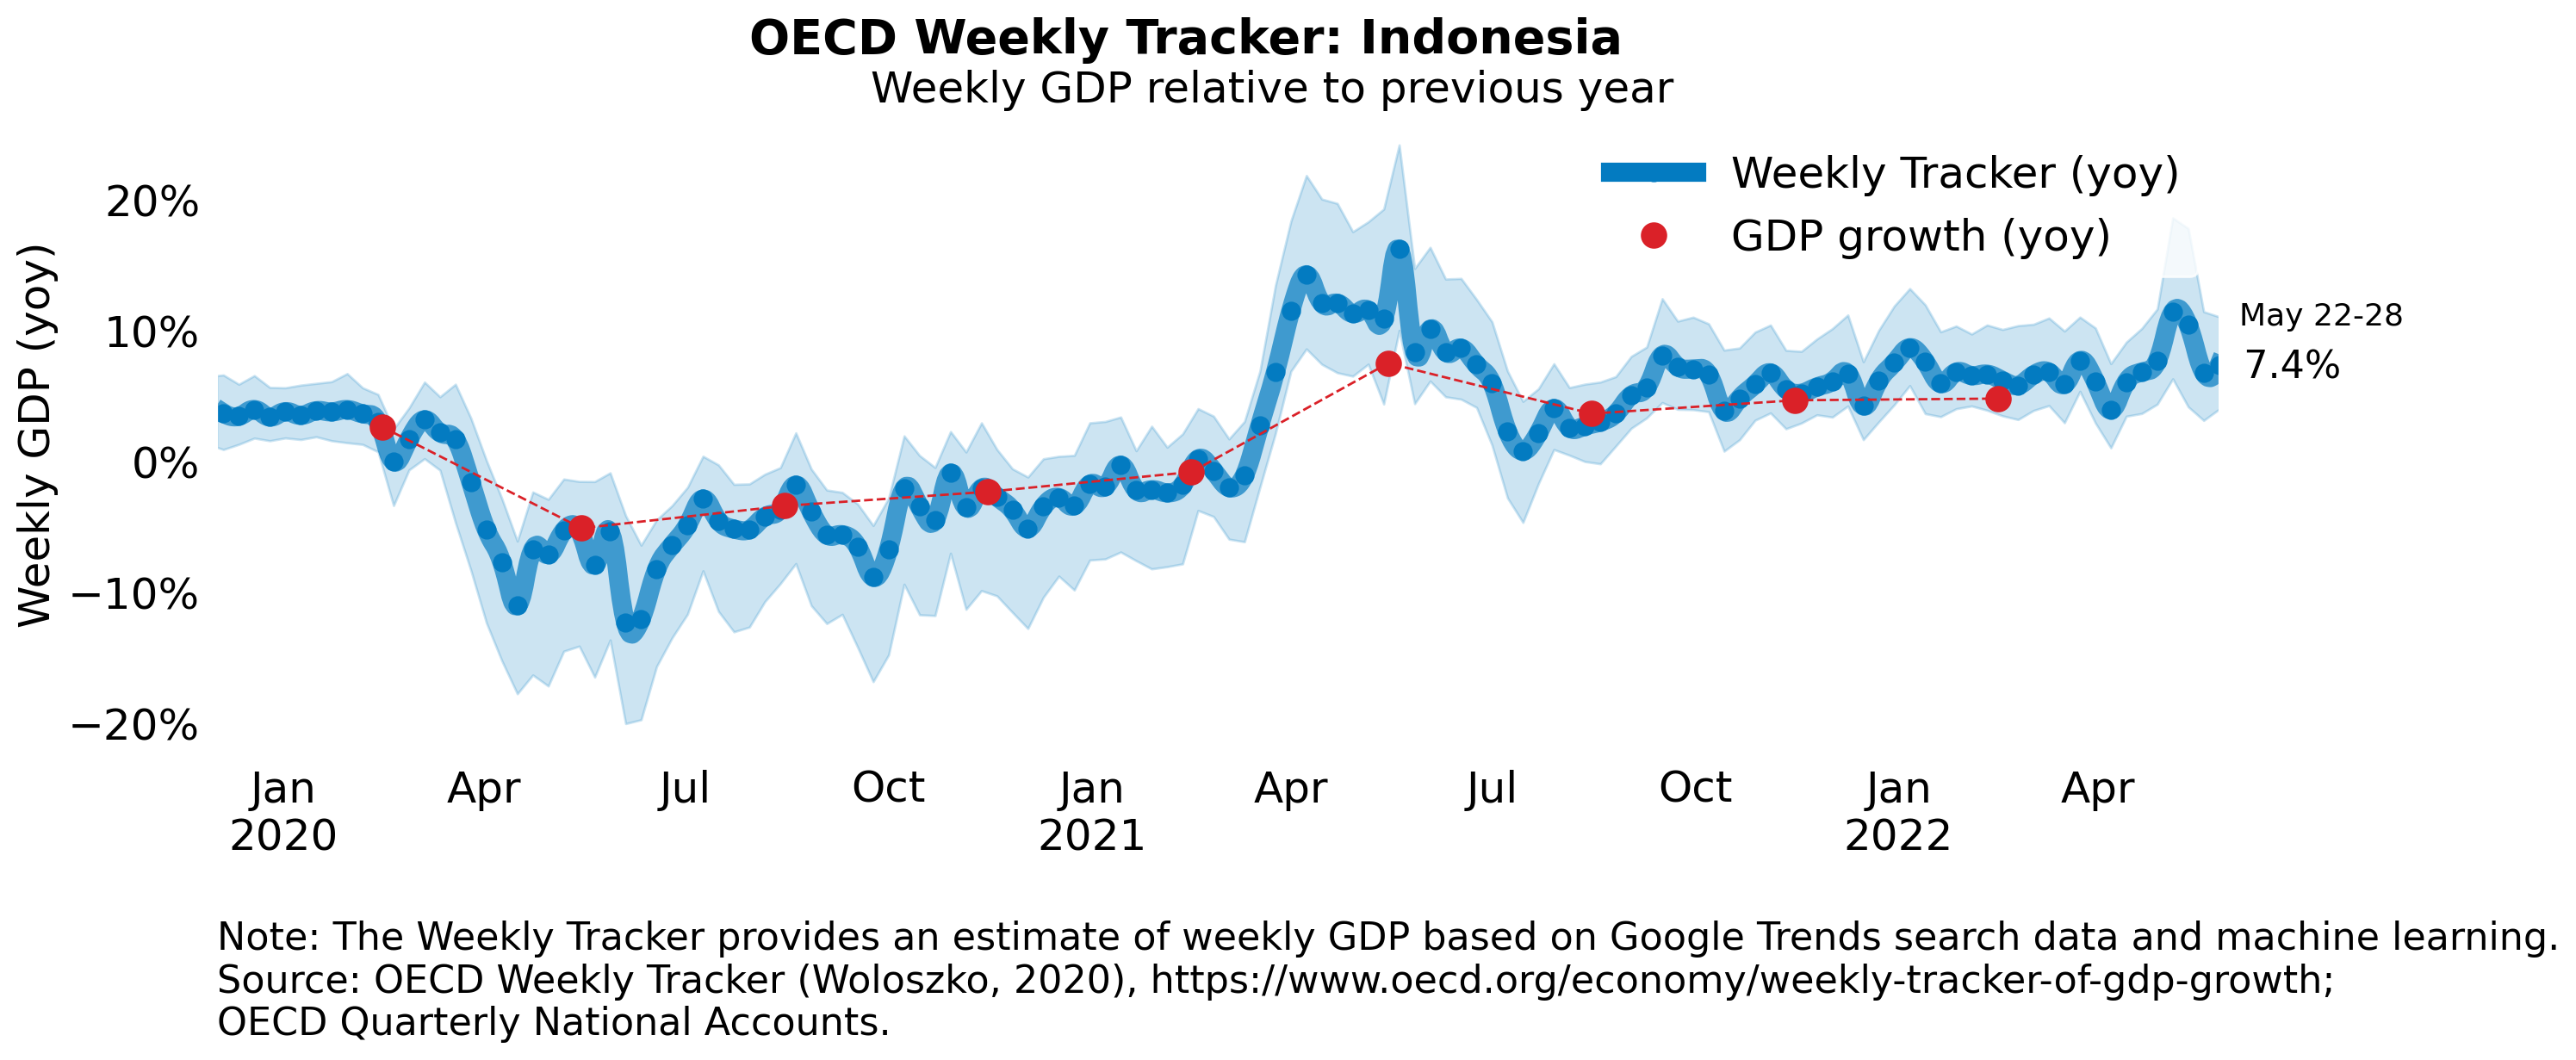 OECD Weekly Tracker: Indonesia
Weekly GDP relative to previous year
Weekly Tracker (yoy)
GDP growth (yoy)
Weekly GDP (yoy)
20%
10%
0%
−10%
−20%
May 22-28
7.4%
Jan Apr Jul Oct Jan Apr Jul Oct Jan Apr
2020 2021 2022
Note: The Weekly Tracker provides an estimate of weekly GDP based on Google Trends search data and machine learning.
Source: OECD Weekly Tracker (Woloszko, 2020), https://www.oecd.org/economy/weekly-tracker-of-gdp-growth;
OECD Quarterly National Accounts.